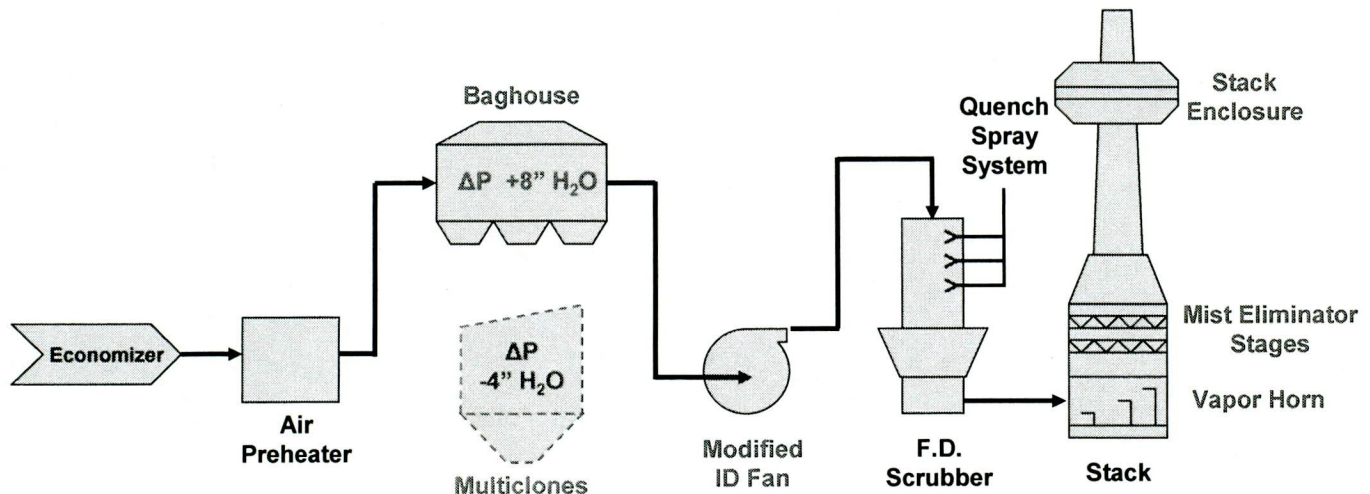 Economizer
Air
Preheater
Baghouse
ΔP +8” H₂O
ΔP
-4” H₂O
Multiclones
Modified
ID Fan
Quench
Spray
System
F.D.
Scrubber
Stack
Enclosure
Mist Eliminator
Stages
Vapor Horn
Stack